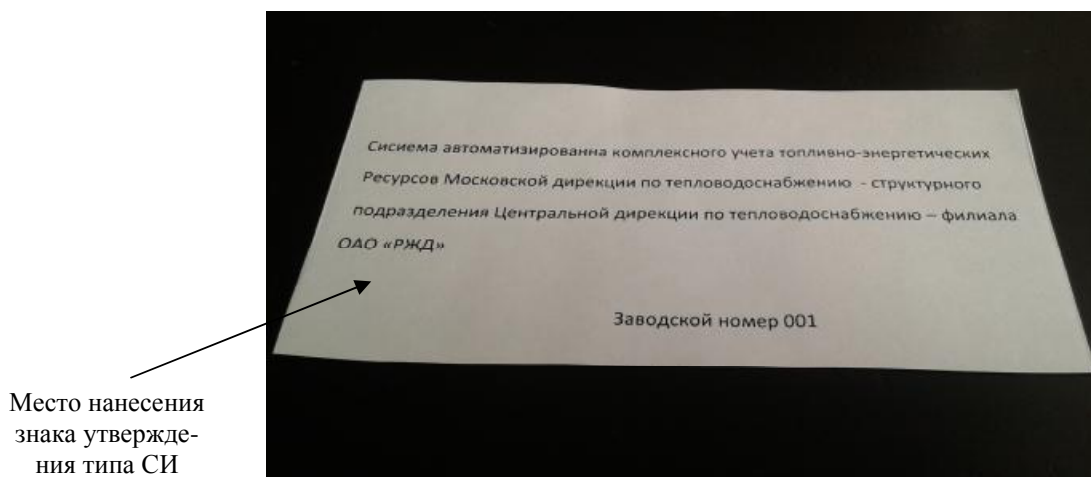 Сисиема автоматизированна комплексного учета топливно-энергетических
Ресурсов Московской дирекции по тепловодоснабжению - структурного
подразделения Центральной дирекции по тепловодоснабжению – филиала
ОАО «РЖД»
Заводской номер 001
Место нанесения
знака утвержде-
ния типа СИ